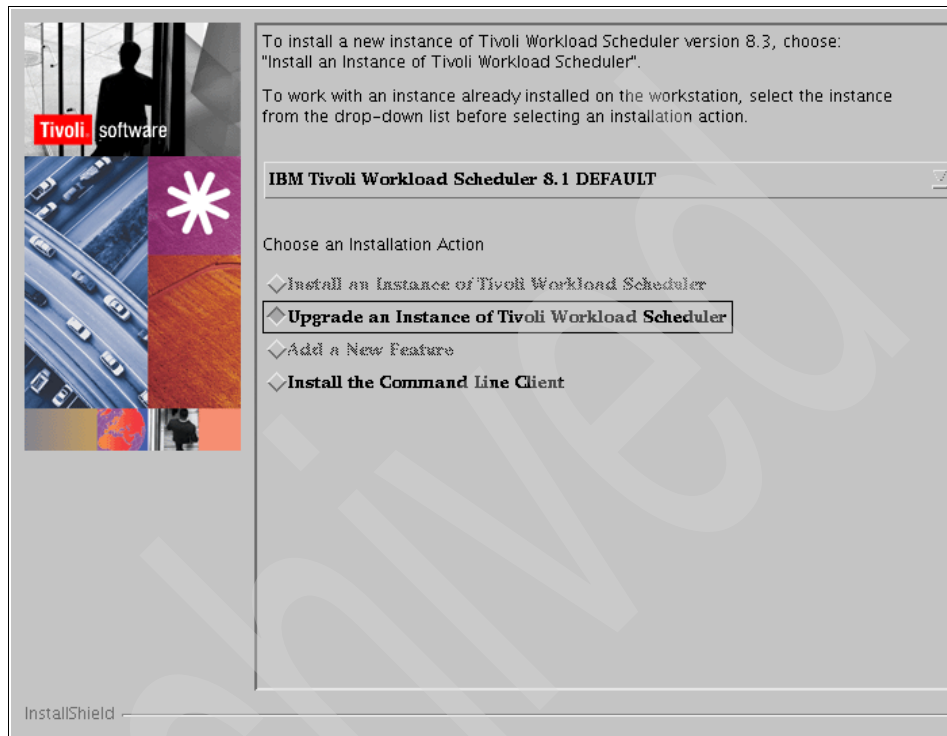 Tivoli. software
To install a new instance of Tivoli Workload Scheduler version 8.3, choose:
"Install an Instance of Tivoli Workload Scheduler".
To work with an instance already installed on the workstation, select the instance
from the drop-down list before selecting an installation action.
IBM Tivoli Workload Scheduler 8.1 DEFAULT
Choose an Installation Action
Install an Instance of Tivoli Workload Scheduler
Upgrade an Instance of Tivoli Workload Scheduler
Add a New Feature
Install the Command Line Client
InstallShield